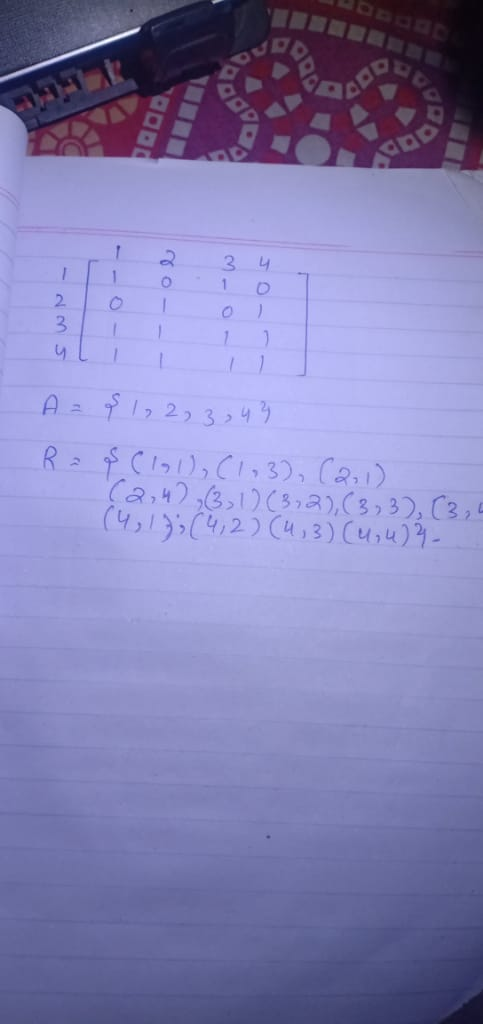 1 2 3 4
1 [ 1 0 1 0 ]
2 [ 0 1 0 1 ]
3 [ 1 1 1 1 ]
4 [ 1 1 1 1 ]
A = { 1, 2, 3, 4 }
R = { (1,1), (1,3), (2,1)
(2,4), (3,1) (3,2), (3,3), (3,4
(4,1); (4,2) (4,3) (4,4) }.